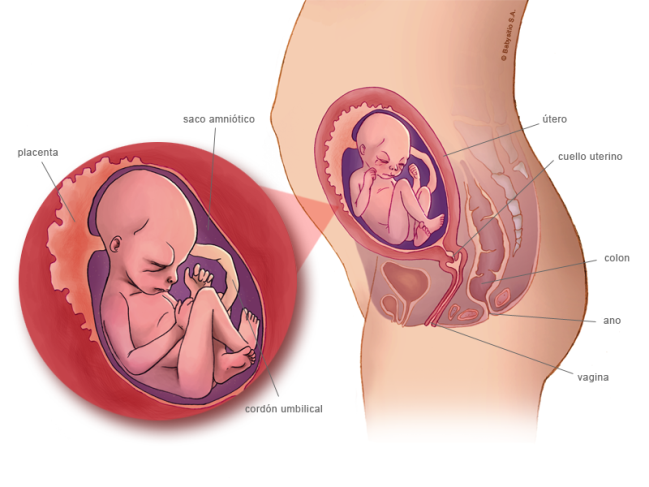 © Babysitio S.A.
saco amniótico
placenta
cordón umbilical
útero
cuello uterino
colon
ano
vagina